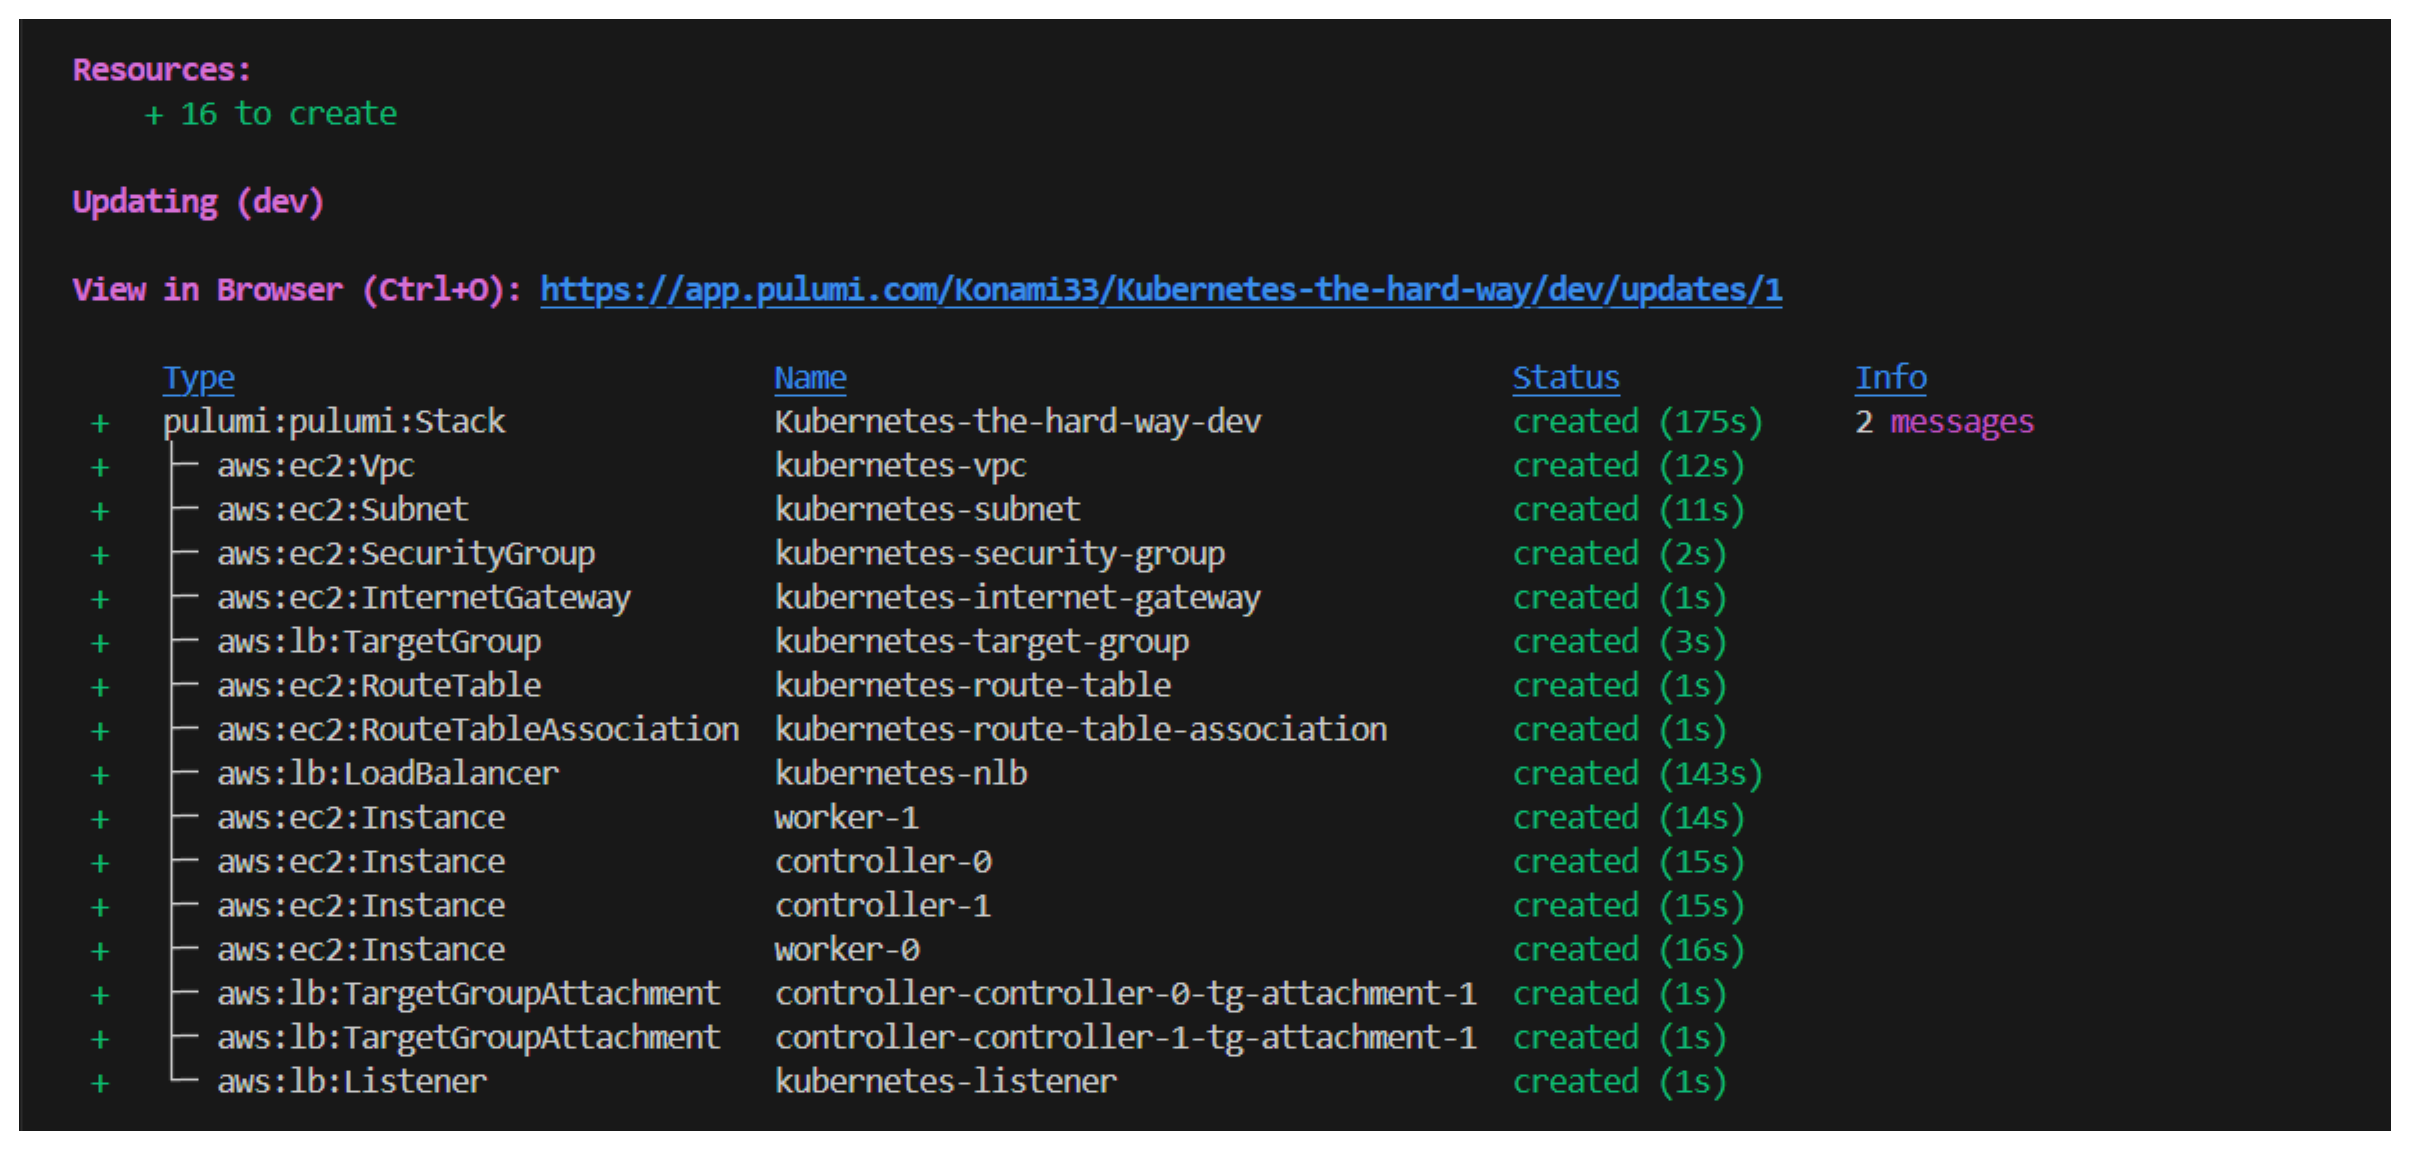 Resources:
+ 16 to create
Updating (dev)
View in Browser (Ctrl+O): https://app.pulumi.com/Konami33/Kubernetes-the-hard-way/dev/updates/1
Type Name Status Info
+ pulumi:pulumi:Stack Kubernetes-the-hard-way-dev created (175s) 2 messages
+ ├─ aws:ec2:Vpc kubernetes-vpc created (12s)
+ ├─ aws:ec2:Subnet kubernetes-subnet created (11s)
+ ├─ aws:ec2:SecurityGroup kubernetes-security-group created (2s)
+ ├─ aws:ec2:InternetGateway kubernetes-internet-gateway created (1s)
+ ├─ aws:lb:TargetGroup kubernetes-target-group created (3s)
+ ├─ aws:ec2:RouteTable kubernetes-route-table created (1s)
+ ├─ aws:ec2:RouteTableAssociation kubernetes-route-table-association created (1s)
+ ├─ aws:lb:LoadBalancer kubernetes-nlb created (143s)
+ ├─ aws:ec2:Instance worker-1 created (14s)
+ ├─ aws:ec2:Instance controller-0 created (15s)
+ ├─ aws:ec2:Instance controller-1 created (15s)
+ ├─ aws:ec2:Instance worker-0 created (16s)
+ ├─ aws:lb:TargetGroupAttachment controller-controller-0-tg-attachment-1 created (1s)
+ ├─ aws:lb:TargetGroupAttachment controller-controller-1-tg-attachment-1 created (1s)
+ └─ aws:lb:Listener kubernetes-listener created (1s)